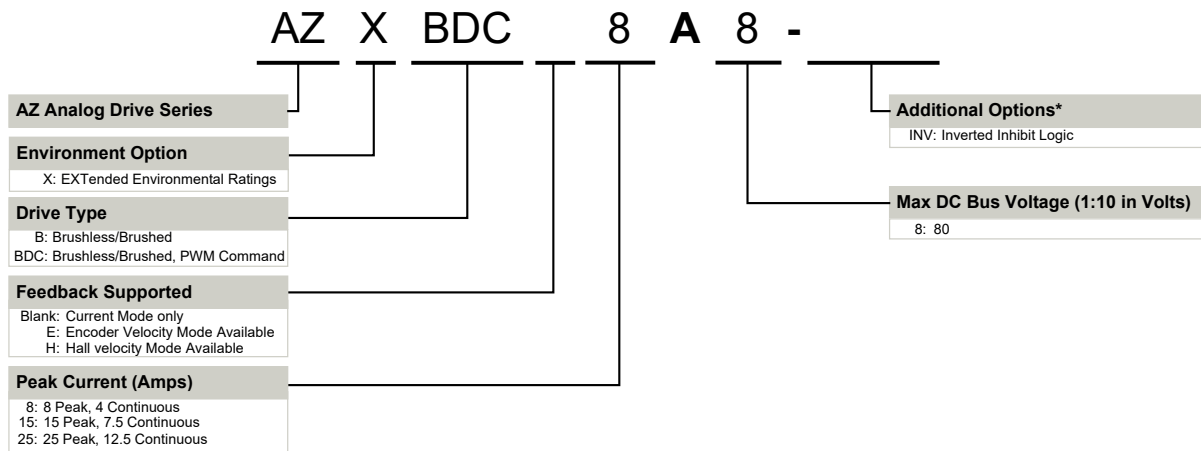 AZ X BDC 8 A 8 -
AZ Analog Drive Series
Environment Option
X: EXTended Environmental Ratings
Drive Type
B: Brushless/Brushed
BDC: Brushless/Brushed, PWM Command
Feedback Supported
Blank: Current Mode only
E: Encoder Velocity Mode Available
H: Hall velocity Mode Available
Peak Current (Amps)
8: 8 Peak, 4 Continuous
15: 15 Peak, 7.5 Continuous
25: 25 Peak, 12.5 Continuous
Additional Options*
INV: Inverted Inhibit Logic
Max DC Bus Voltage (1:10 in Volts)
8: 80